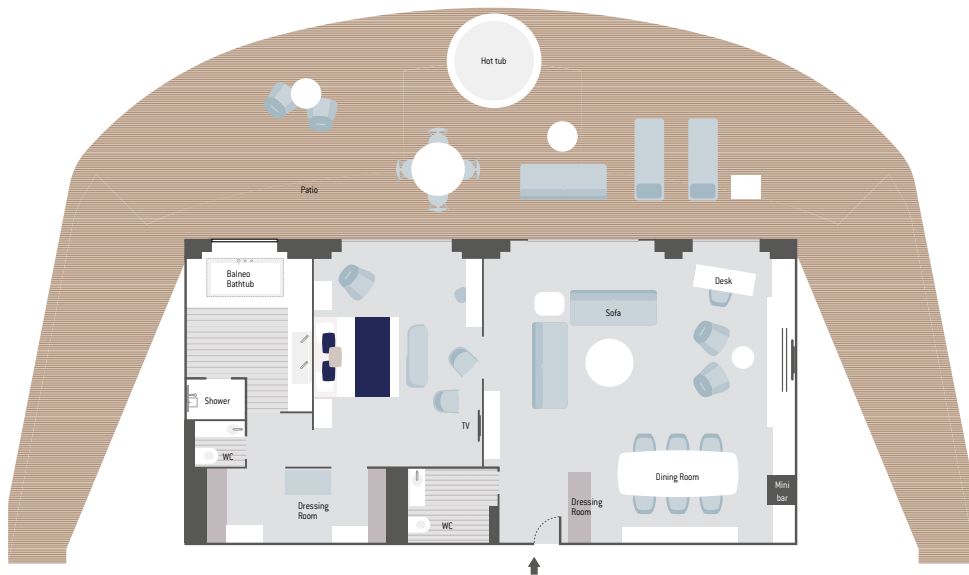 Hot tub
Patio
Balneo
Bathtub
Desk
Sofa
Shower
TV
WC
Dining Room
Mini
bar
Dressing
Room
Dressing
Room
WC